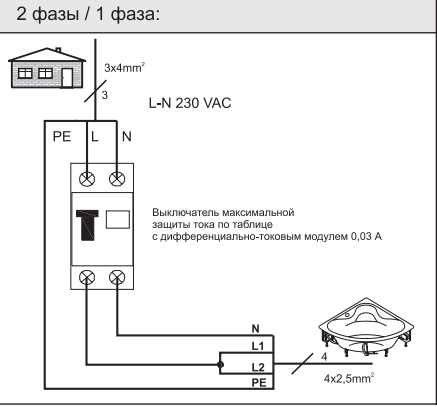 2 фазы / 1 фаза:
3x4mm²
3
L-N 230 VAC
PE L N
Выключатель максимальной
защиты тока по таблице
с дифференциально-токовым модулем 0,03 А
N
L1
L2
PE
4
4x2,5mm²